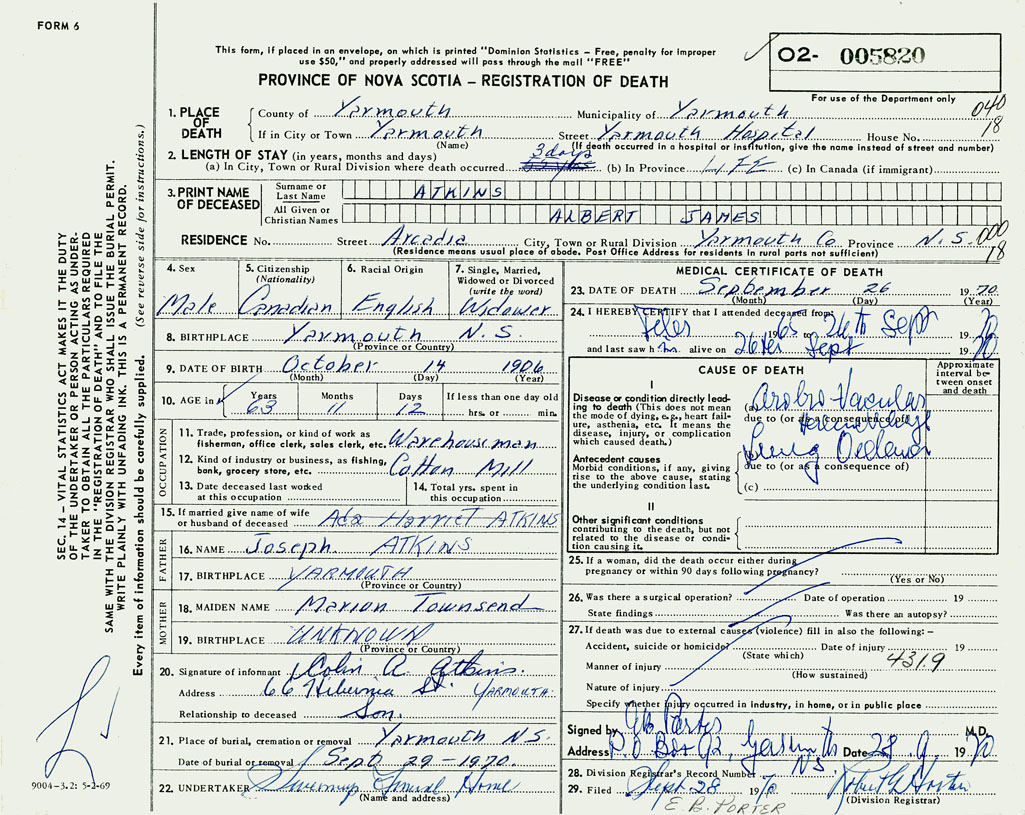 FORM 6
This form, if placed in an envelope, on which is printed "Dominion Statistics – Free, penalty for improper
use $50," and properly addressed will pass through the mail "FREE"
O2- 005820
PROVINCE OF NOVA SCOTIA – REGISTRATION OF DEATH
For use of the Department only
040
18
1. PLACE OF DEATH
County of Yarmouth Municipality of Yarmouth
If in City or Town Yarmouth Street Yarmouth Hospital House No.
(Name) (If death occurred in a hospital or institution, give the name instead of street and number)
2. LENGTH OF STAY (in years, months and days) 3 days
(a) In City, Town or Rural Division where death occurred (b) In Province LIFE (c) In Canada (if immigrant)
3. PRINT NAME OF DECEASED
Surname or Last Name ATKINS
All Given or Christian Names ALBERT JAMES
RESIDENCE No. Street Arcadia City, Town or Rural Division Yarmouth Co. Province N.S. 000
18
(Residence means usual place of abode. Post Office Address for residents in rural parts not sufficient)
4. Sex Male
5. Citizenship (Nationality) Canadian
6. Racial Origin English
7. Single, Married, Widowed or Divorced (write the word) Widower
8. BIRTHPLACE Yarmouth N.S.
(Province or Country)
9. DATE OF BIRTH October 14 1906
(Month) (Day) (Year)
10. AGE in Years 63 Months 11 Days 12 If less than one day old hrs. or min.
OCCUPATION
11. Trade, profession, or kind of work as fisherman, office clerk, sales clerk, etc. Warehouseman
12. Kind of industry or business, as fishing, bank, grocery store, etc. Cotton Mill
13. Date deceased last worked at this occupation
14. Total yrs. spent in this occupation
15. If married give name of wife or husband of deceased Ada Harriet ATKINS
FATHER
16. NAME Joseph ATKINS
17. BIRTHPLACE YARMOUTH
(Province or Country)
MOTHER
18. MAIDEN NAME Marion Townsend
19. BIRTHPLACE UNKNOWN
(Province or Country)
20. Signature of informant Colin A. Atkins
Address 66 Hibernia St. YARMOUTH
Relationship to deceased Son
21. Place of burial, cremation or removal Yarmouth N.S.
Date of burial or removal Sept 29 - 1970.
22. UNDERTAKER Funeral Home
(Name and address)
MEDICAL CERTIFICATE OF DEATH
23. DATE OF DEATH September 26 1970
(Month) (Day) (Year)
24. I HEREBY CERTIFY that I attended deceased from:
1965 to 26th Sept 1970
and last saw him alive on 26th Sept 1970
CAUSE OF DEATH
Approximate interval between onset and death
I
Disease or condition directly leading to death (This does not mean the mode of dying, e.g., heart failure, asthenia, etc. It means the disease, injury, or complication which caused death.)
(a)
due to (or as a consequence of)
Antecedent causes
Morbid conditions, if any, giving rise to the above cause, stating the underlying condition last.
due to (or as a consequence of)
(c)
II
Other significant conditions contributing to the death, but not related to the disease or condition causing it.
25. If a woman, did the death occur either during pregnancy or within 90 days following pregnancy?
(Yes or No)
26. Was there a surgical operation? Date of operation 19
State findings Was there an autopsy?
27. If death was due to external causes (violence) fill in also the following:–
Accident, suicide or homicide? Date of injury 19
(State which)
Manner of injury 4319
(How sustained)
Nature of injury
Specify whether injury occurred in industry, in home, or in public place
Signed by M.D.
Address P.O. Box 92, Yarmouth NS Date 28 9 1970
28. Division Registrar's Record Number
29. Filed Sept 28 1970
(Division Registrar)
E. B. PORTER
SEC. 14 – VITAL STATISTICS ACT MAKES IT THE DUTY
OF THE UNDERTAKER OR PERSON ACTING AS UNDER-
TAKER TO OBTAIN ALL THE PARTICULARS REQUIRED
IN THE "REGISTRATION OF DEATH" AND TO FILE THE
SAME WITH THE DIVISION REGISTRAR WHO SHALL ISSUE THE BURIAL PERMIT.
WRITE PLAINLY WITH UNFADING INK. THIS IS A PERMANENT RECORD.
Every item of information should be carefully supplied. (See reverse side for instructions.)
9004–3.2: 5-2-69